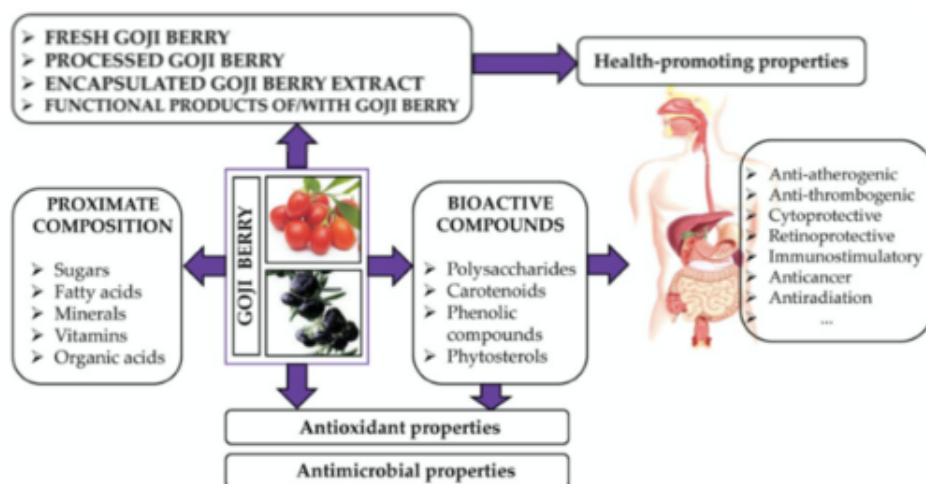 ➢ FRESH GOJI BERRY
➢ PROCESSED GOJI BERRY
➢ ENCAPSULATED GOJI BERRY EXTRACT
➢ FUNCTIONAL PRODUCTS OF/WITH GOJI BERRY
Health-promoting properties
PROXIMATE
COMPOSITION
➢ Sugars
➢ Fatty acids
➢ Minerals
➢ Vitamins
➢ Organic acids
GOJI BERRY
BIOACTIVE
COMPOUNDS
➢ Polysaccharides
➢ Carotenoids
➢ Phenolic
compounds
➢ Phytosterols
➢ Anti-atherogenic
➢ Anti-thrombogenic
➢ Cytoprotective
➢ Retinoprotective
➢ Immunostimulatory
➢ Anticancer
➢ Antiradiation
➢ ...
Antioxidant properties
Antimicrobial properties